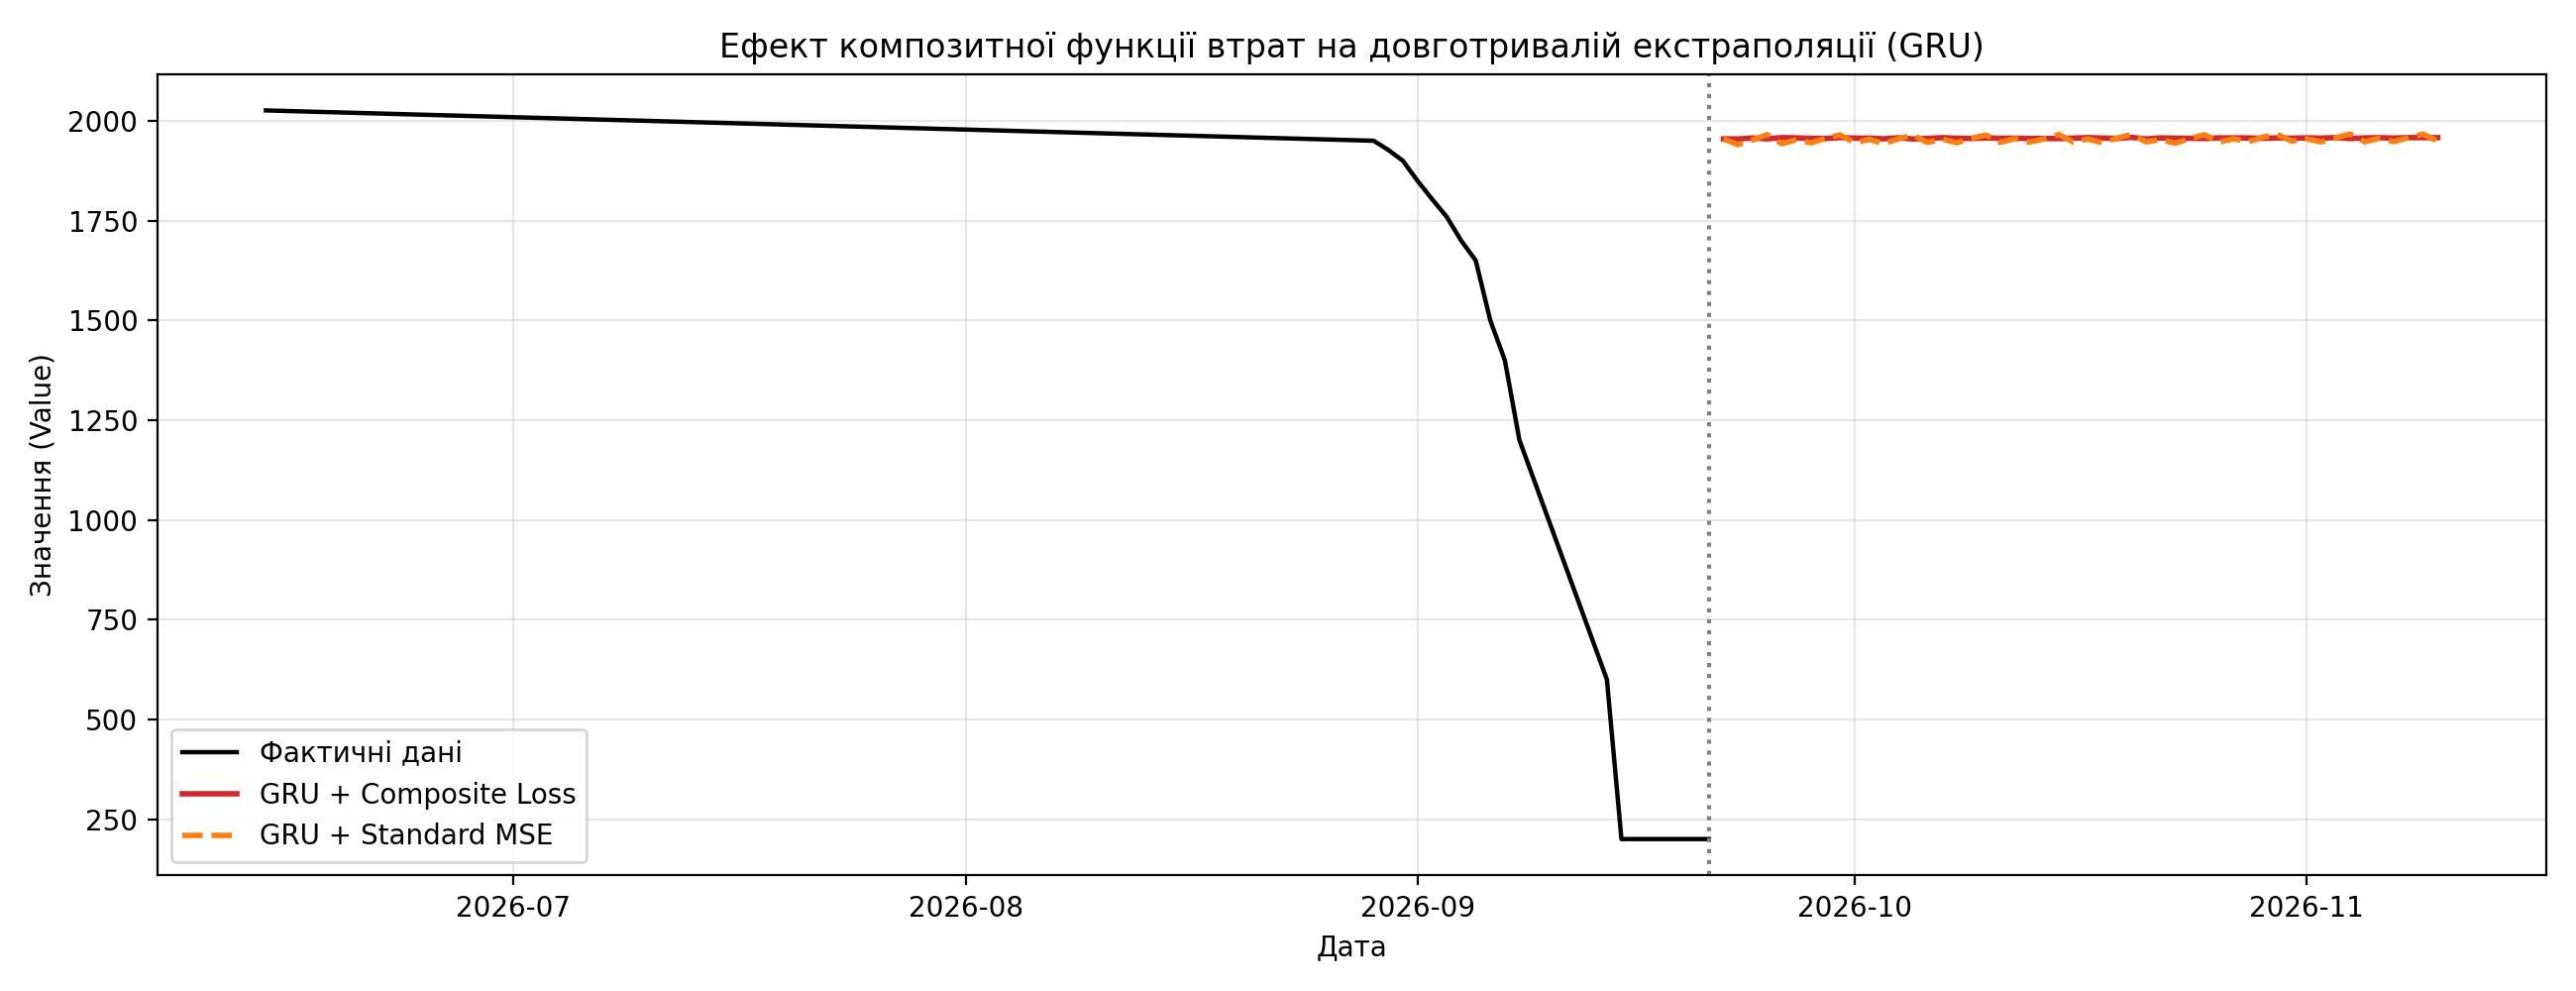 Ефект композитної функції втрат на довготривалій екстраполяції (GRU)
Значення (Value)
2000
1750
1500
1250
1000
750
500
250
Фактичні дані
GRU + Composite Loss
GRU + Standard MSE
2026-07
2026-08
2026-09
2026-10
2026-11
Дата